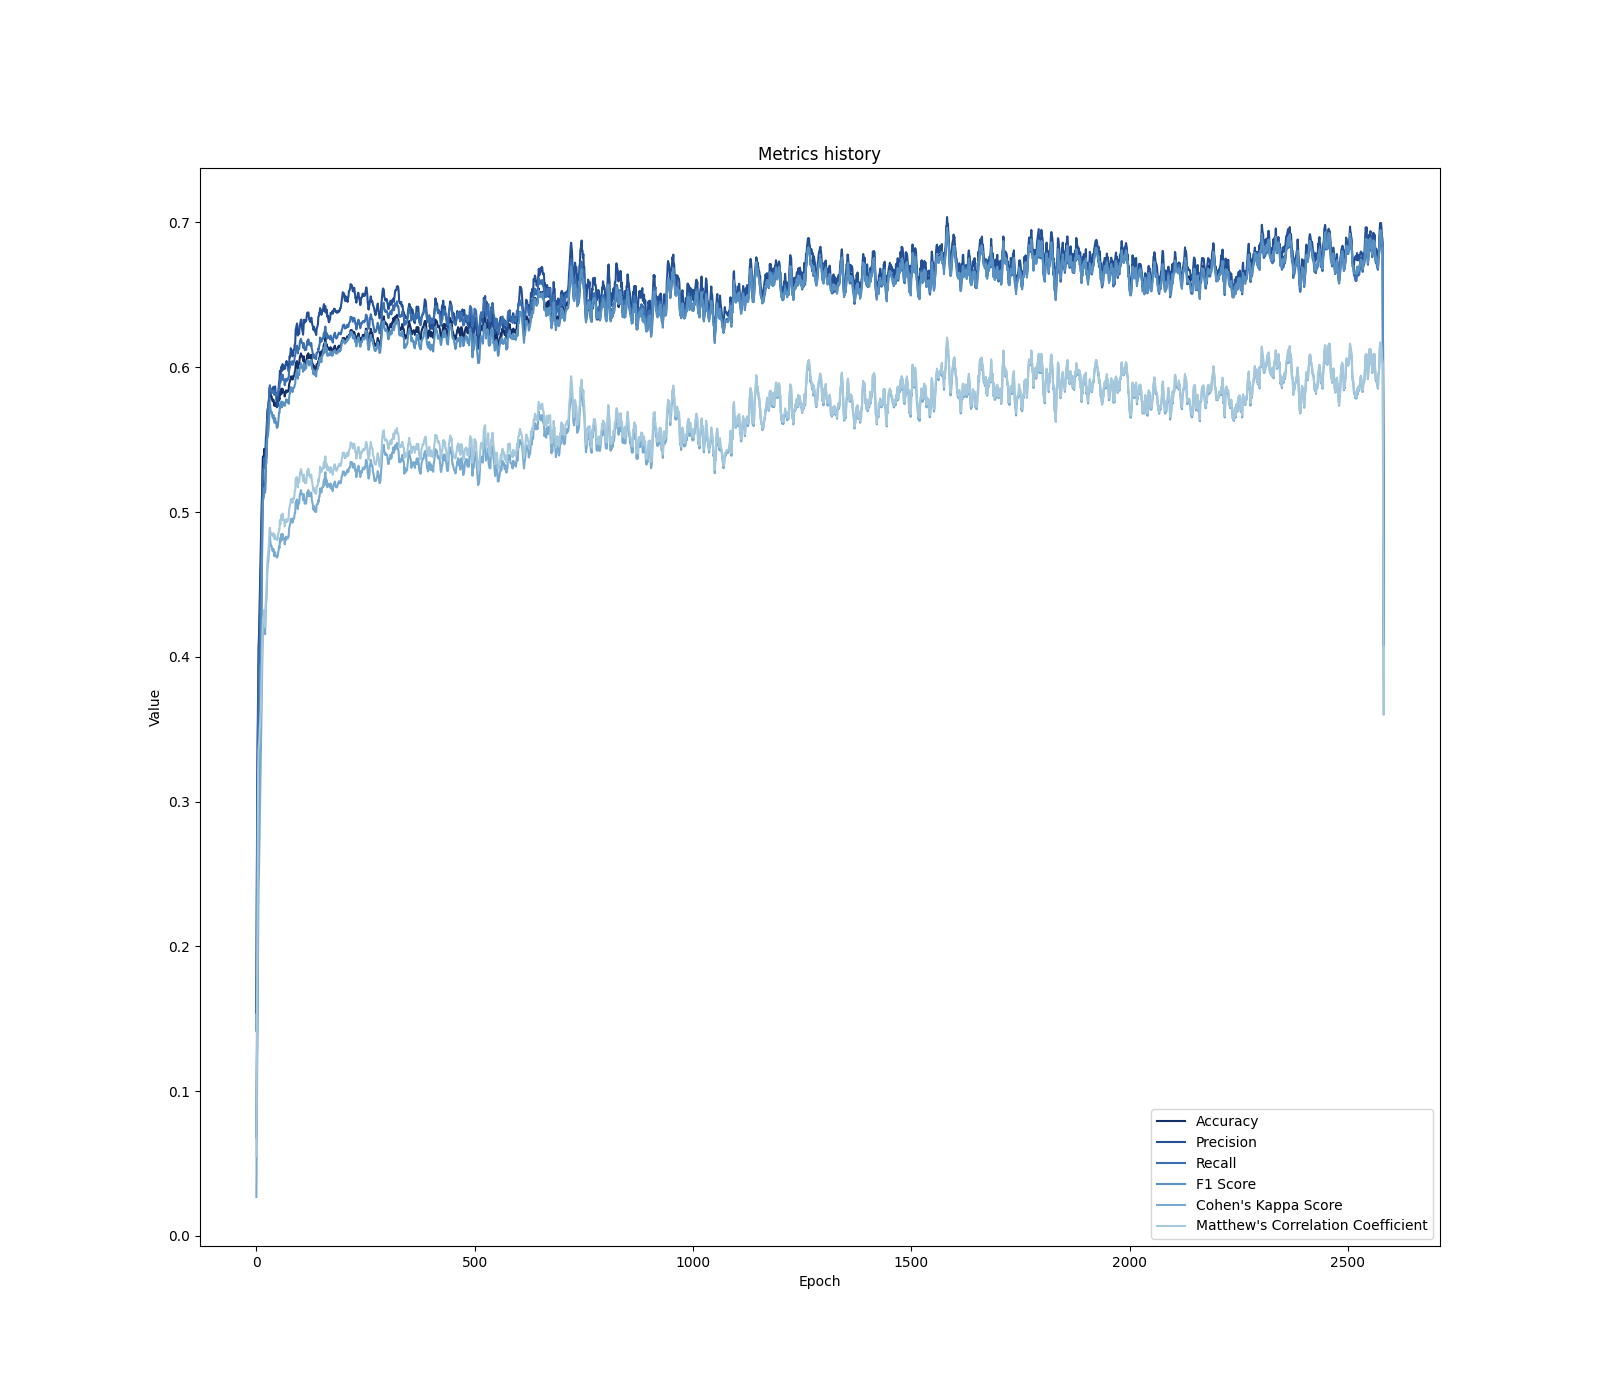 Metrics history
0.7
0.6
0.5
0.4
0.3
0.2
0.1
0.0
Value
0 500 1000 1500 2000 2500
Epoch
Accuracy
Precision
Recall
F1 Score
Cohen's Kappa Score
Matthew's Correlation Coefficient